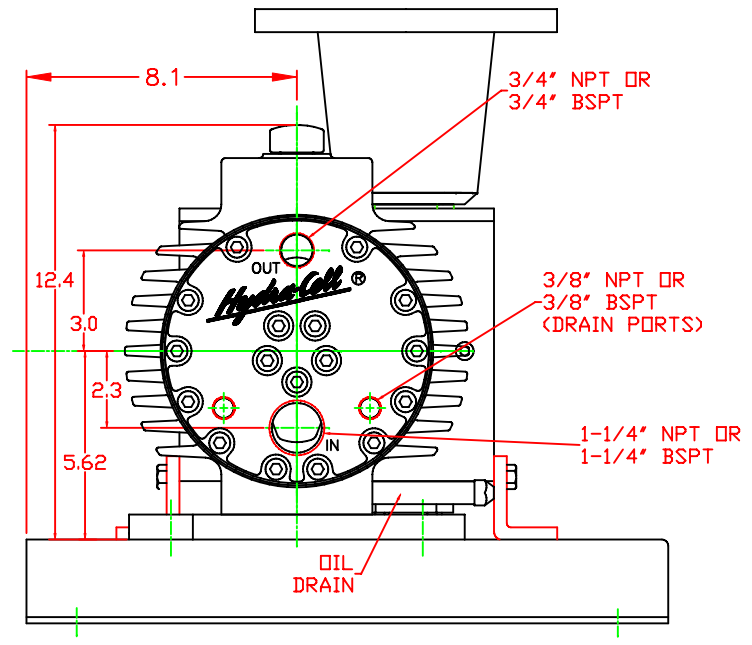 8.1
3/4" NPT OR
3/4" BSPT
OUT
Hydra-Cell ®
12.4
3.0
3/8" NPT OR
3/8" BSPT
(DRAIN PORTS)
2.3
IN
1-1/4" NPT OR
1-1/4" BSPT
5.62
OIL
DRAIN